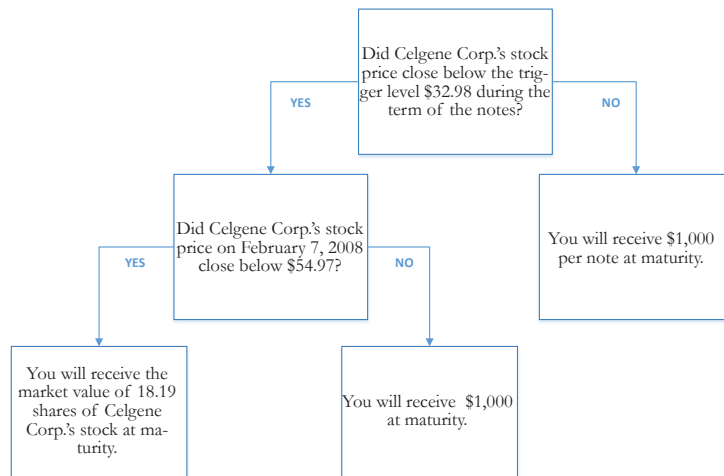 Did Celgene Corp.'s stock
price close below the trig-
ger level $32.98 during the
term of the notes?
YES
NO
Did Celgene Corp.'s stock
price on February 7, 2008
close below $54.97?
You will receive $1,000
per note at maturity.
YES
NO
You will receive the
market value of 18.19
shares of Celgene
Corp.'s stock at ma-
turity.
You will receive $1,000
at maturity.